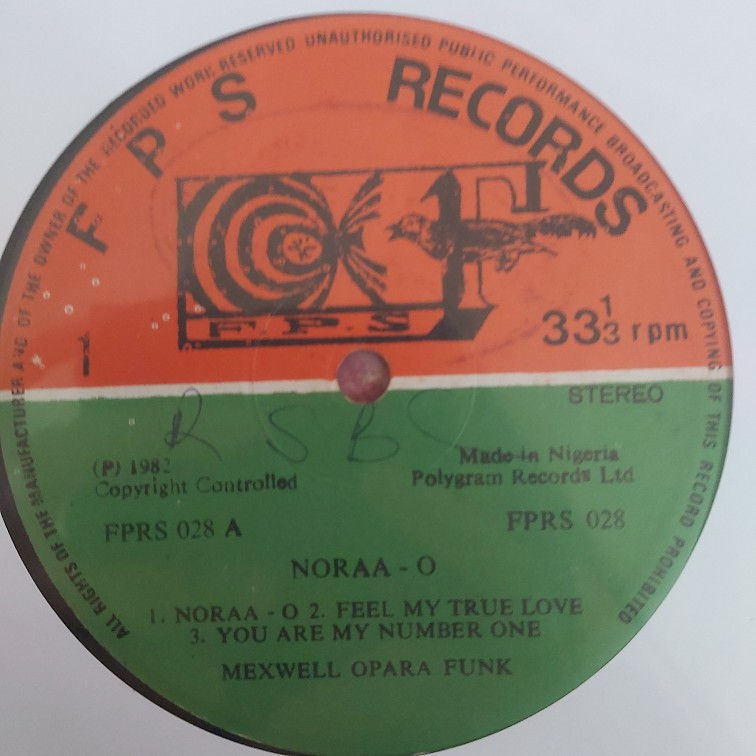 ALL RIGHTS OF THE MANUFACTURER AND OF THE OWNER OF THE RECORDED WORK RESERVED UNAUTHORISED PUBLIC PERFORMANCE BROADCASTING AND COPYING OF THIS RECORD PROHIBITED
F P S RECORDS
F.P.S
33 1/3 rpm
STEREO
R S B C
(P) 1982
Copyright Controlled
Made in Nigeria
Polygram Records Ltd
FPRS 028 A
FPRS 028
NORAA - O
1. NORAA - O 2. FEEL MY TRUE LOVE
3. YOU ARE MY NUMBER ONE
MEXWELL OPARA FUNK